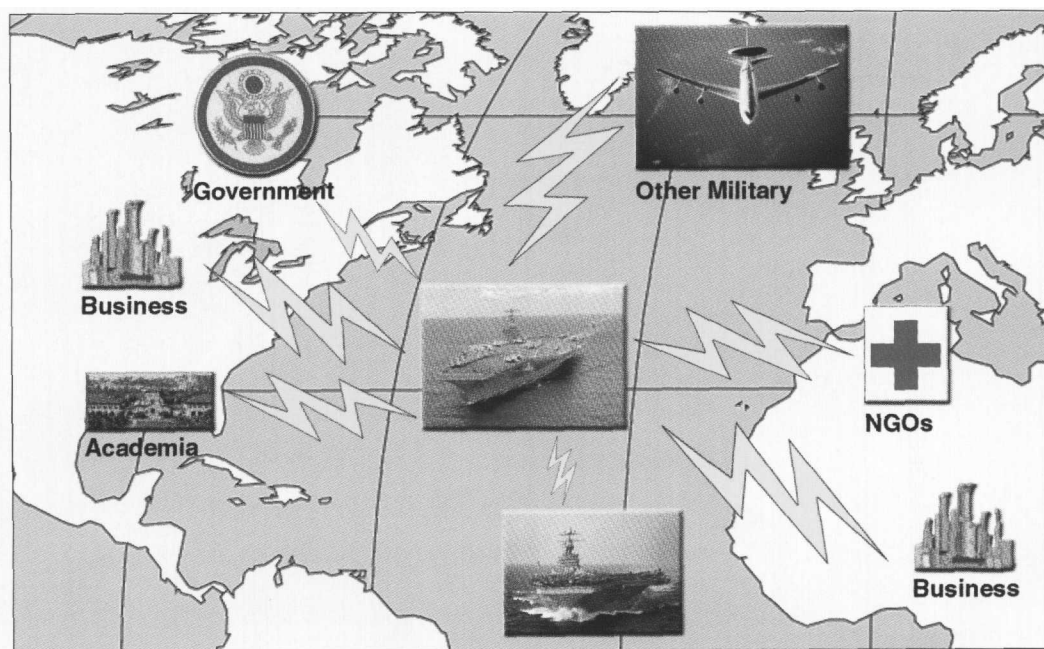 Government
Other Military
Business
Academia
NGOs
Business